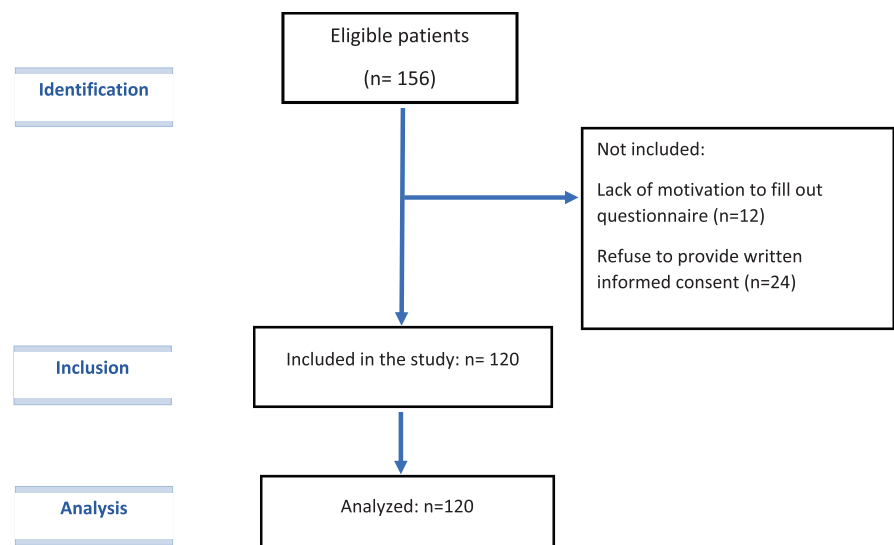 Eligible patients
(n= 156)
Identification
Not included:
Lack of motivation to fill out
questionnaire (n=12)
Refuse to provide written
informed consent (n=24)
Inclusion
Included in the study: n= 120
Analysis
Analyzed: n=120